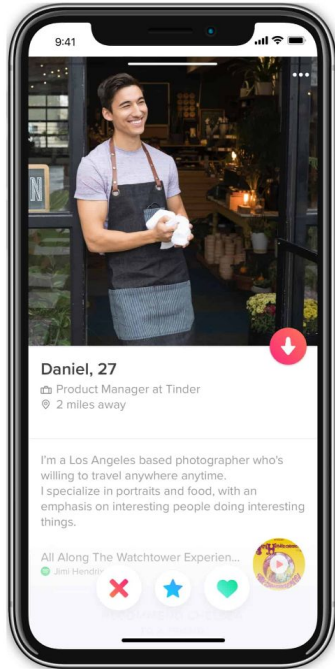 9:41
N
Daniel, 27
Product Manager at Tinder
2 miles away
I'm a Los Angeles based photographer who's
willing to travel anywhere anytime.
I specialize in portraits and food, with an
emphasis on interesting people doing interesting
things.
All Along The Watchtower Experien...
Jimi Hendrix